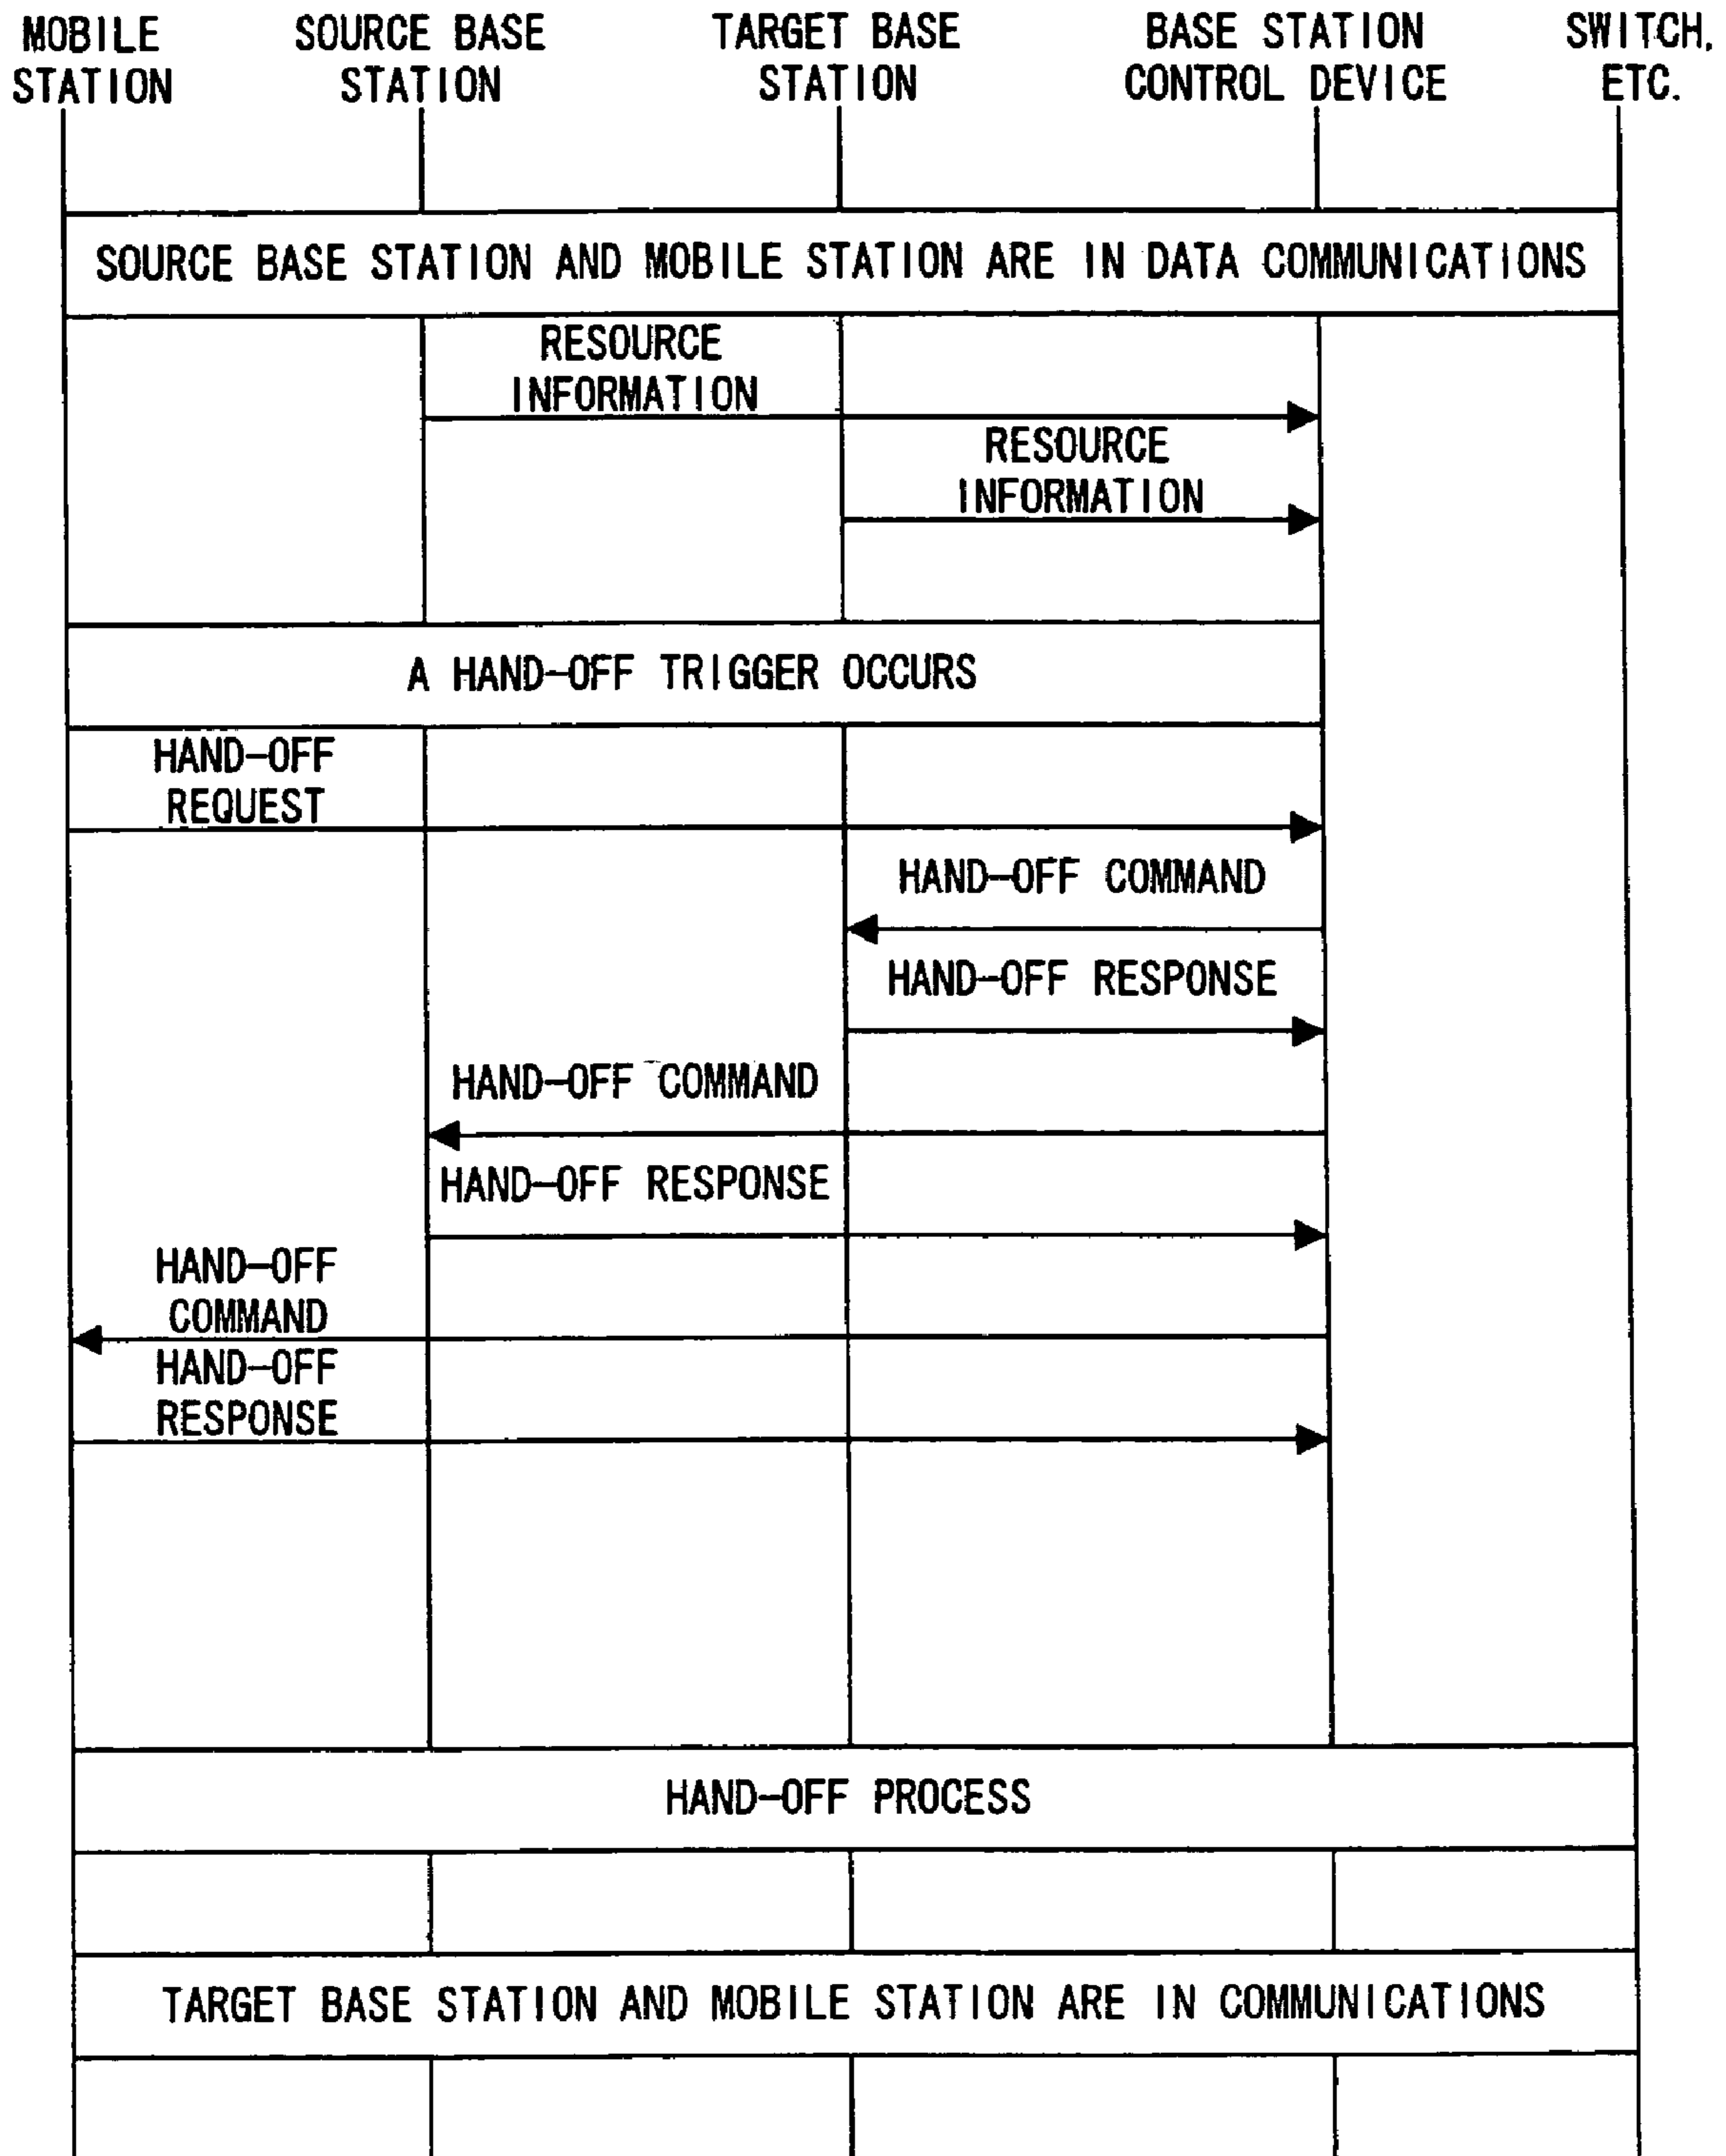 MOBILE
STATION
SOURCE BASE
STATION
TARGET BASE
STATION
BASE STATION
CONTROL DEVICE
SWITCH,
ETC.
SOURCE BASE STATION AND MOBILE STATION ARE IN DATA COMMUNICATIONS
RESOURCE
INFORMATION
RESOURCE
INFORMATION
A HAND-OFF TRIGGER OCCURS
HAND-OFF
REQUEST
HAND-OFF COMMAND
HAND-OFF RESPONSE
HAND-OFF COMMAND
HAND-OFF RESPONSE
HAND-OFF
COMMAND
HAND-OFF
RESPONSE
HAND-OFF PROCESS
TARGET BASE STATION AND MOBILE STATION ARE IN COMMUNICATIONS